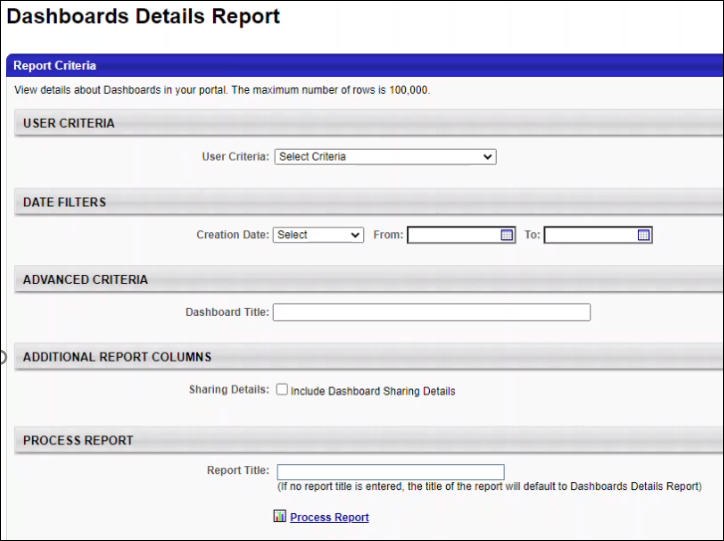 Dashboards Details Report
Report Criteria
View details about Dashboards in your portal. The maximum number of rows is 100,000.
USER CRITERIA
User Criteria: Select Criteria
DATE FILTERS
Creation Date: Select From: To:
ADVANCED CRITERIA
Dashboard Title:
ADDITIONAL REPORT COLUMNS
Sharing Details: Include Dashboard Sharing Details
PROCESS REPORT
Report Title:
(If no report title is entered, the title of the report will default to Dashboards Details Report)
Process Report